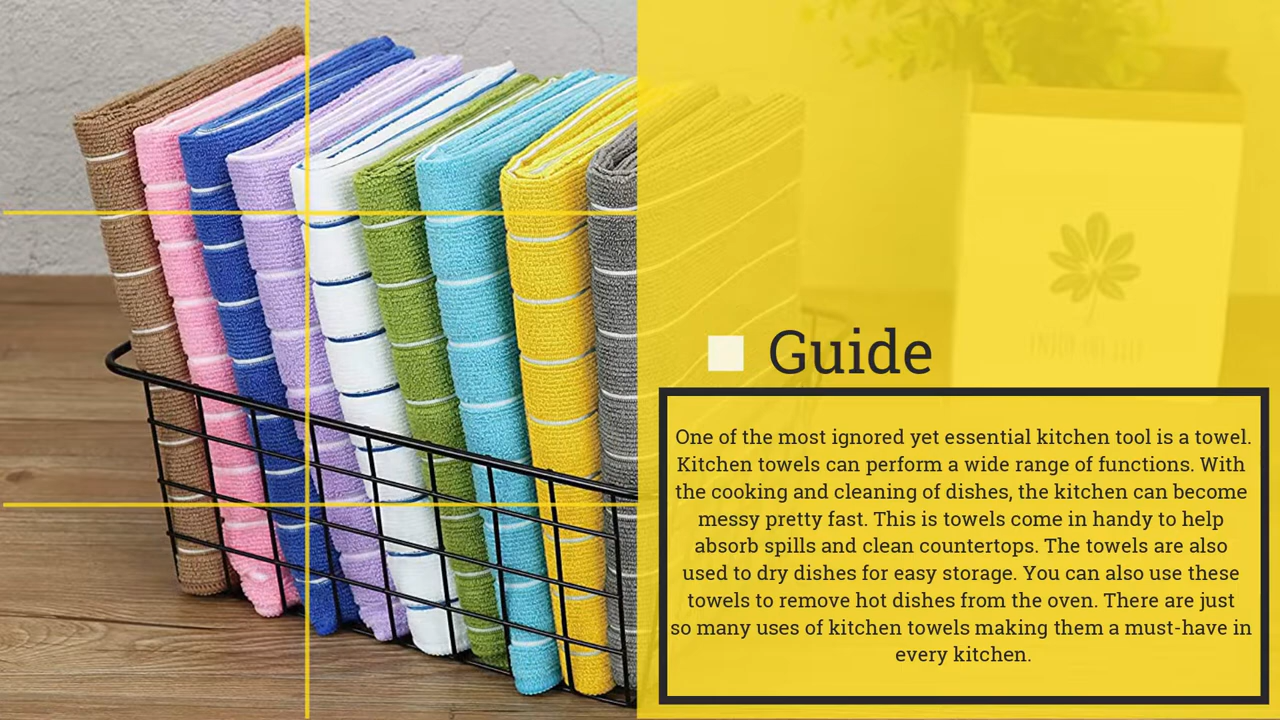 Guide
One of the most ignored yet essential kitchen tool is a towel.
Kitchen towels can perform a wide range of functions. With
the cooking and cleaning of dishes, the kitchen can become
messy pretty fast. This is towels come in handy to help
absorb spills and clean countertops. The towels are also
used to dry dishes for easy storage. You can also use these
towels to remove hot dishes from the oven. There are just
so many uses of kitchen towels making them a must-have in
every kitchen.